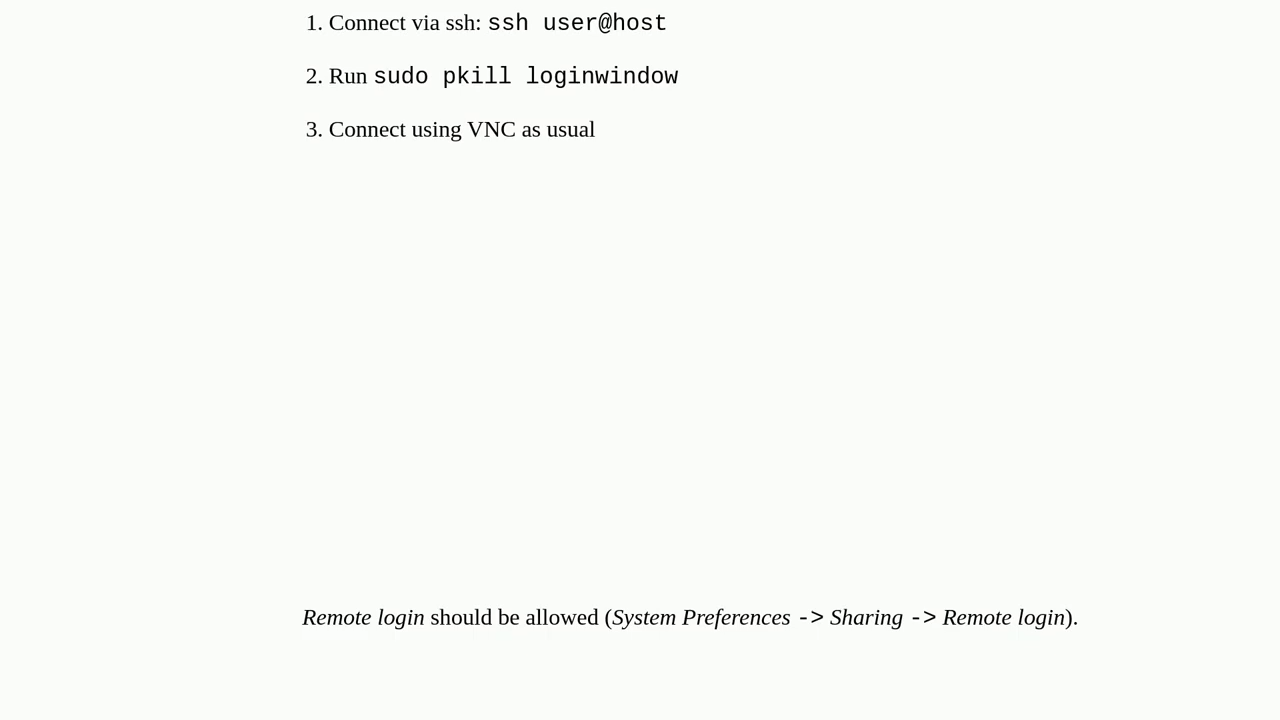 1. Connect via ssh: ssh user@host
2. Run sudo pkill loginwindow
3. Connect using VNC as usual
Remote login should be allowed (System Preferences -> Sharing -> Remote login).